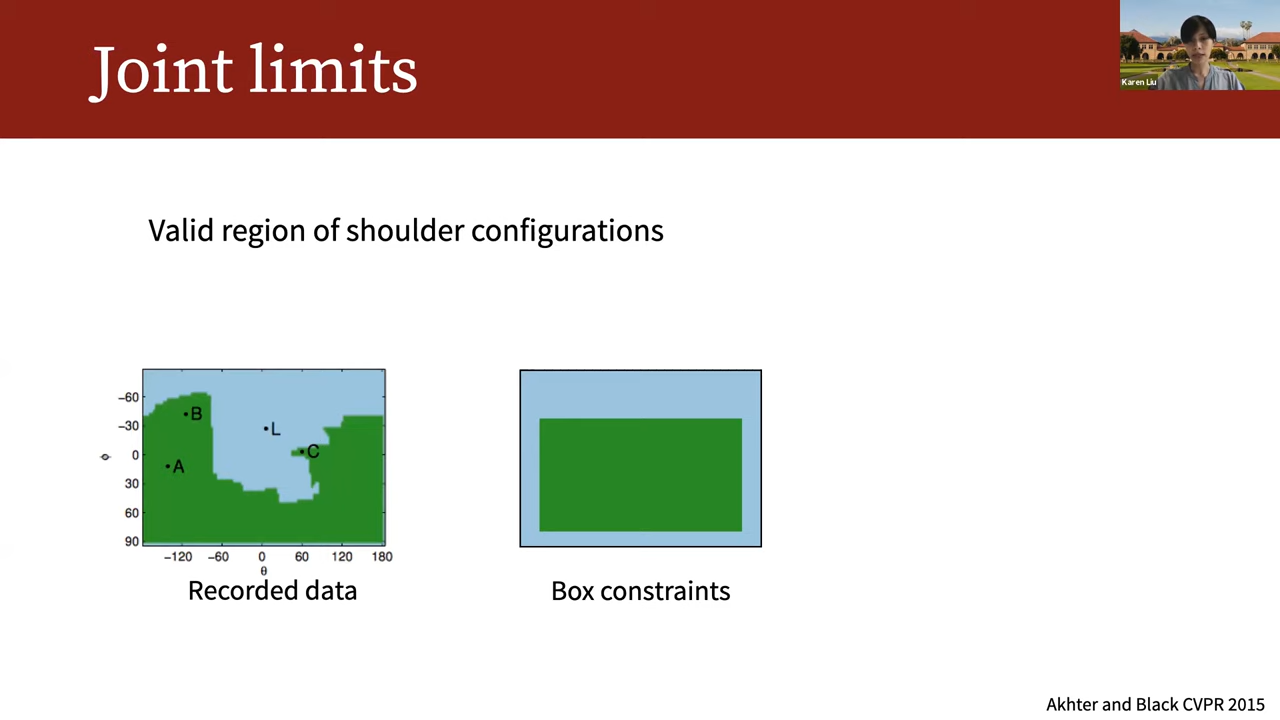 Joint limits
Karen Liu
Valid region of shoulder configurations
-60
-30
0
30
60
90
ϕ
B
L
C
A
-120 -60 0 60 120 180
θ
Recorded data
Box constraints
Akhter and Black CVPR 2015